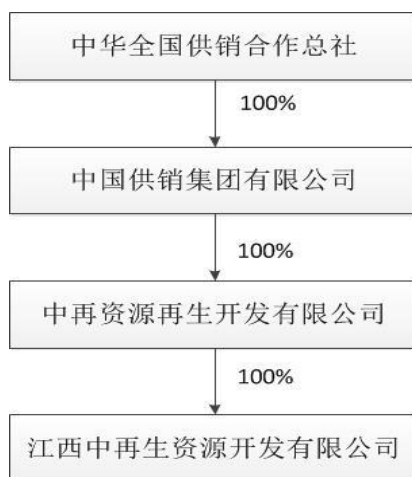 中华全国供销合作总社
100%
中国供销集团有限公司
100%
中再资源再生开发有限公司
100%
江西中再生资源开发有限公司